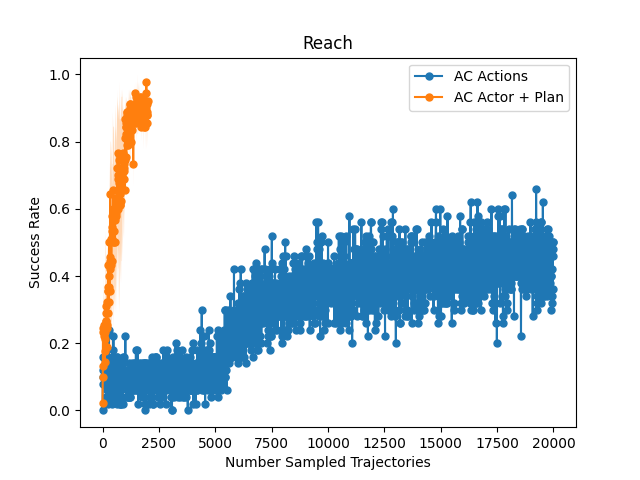 Reach
AC Actions
AC Actor + Plan
Success Rate
1.0
0.8
0.6
0.4
0.2
0.0
0 2500 5000 7500 10000 12500 15000 17500 20000
Number Sampled Trajectories